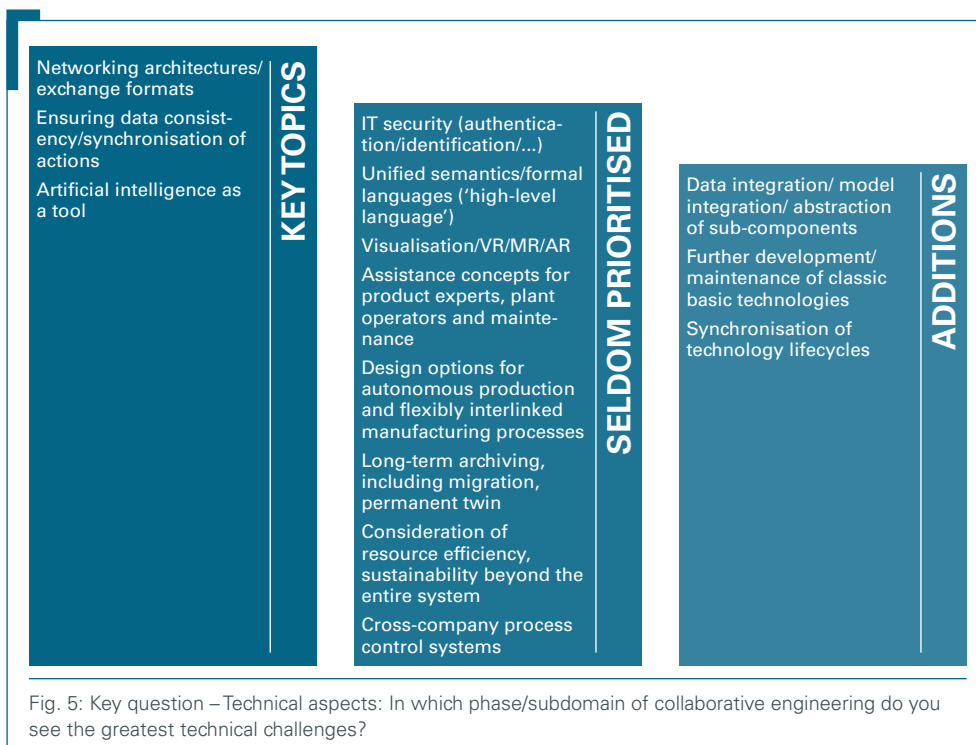 Networking architectures/
exchange formats
Ensuring data consist-
ency/synchronisation of
actions
Artificial intelligence as
a tool
KEY TOPICS
IT security (authentica-
tion/identification/...)
Unified semantics/formal
languages (‘high-level
language’)
Visualisation/VR/MR/AR
Assistance concepts for
product experts, plant
operators and mainte-
nance
Design options for
autonomous production
and flexibly interlinked
manufacturing processes
Long-term archiving,
including migration,
permanent twin
Consideration of
resource efficiency,
sustainability beyond the
entire system
Cross-company process
control systems
SELDOM PRIORITISED
Data integration/ model
integration/ abstraction
of sub-components
Further development/
maintenance of classic
basic technologies
Synchronisation of
technology lifecycles
ADDITIONS
Fig. 5: Key question – Technical aspects: In which phase/subdomain of collaborative engineering do you
see the greatest technical challenges?